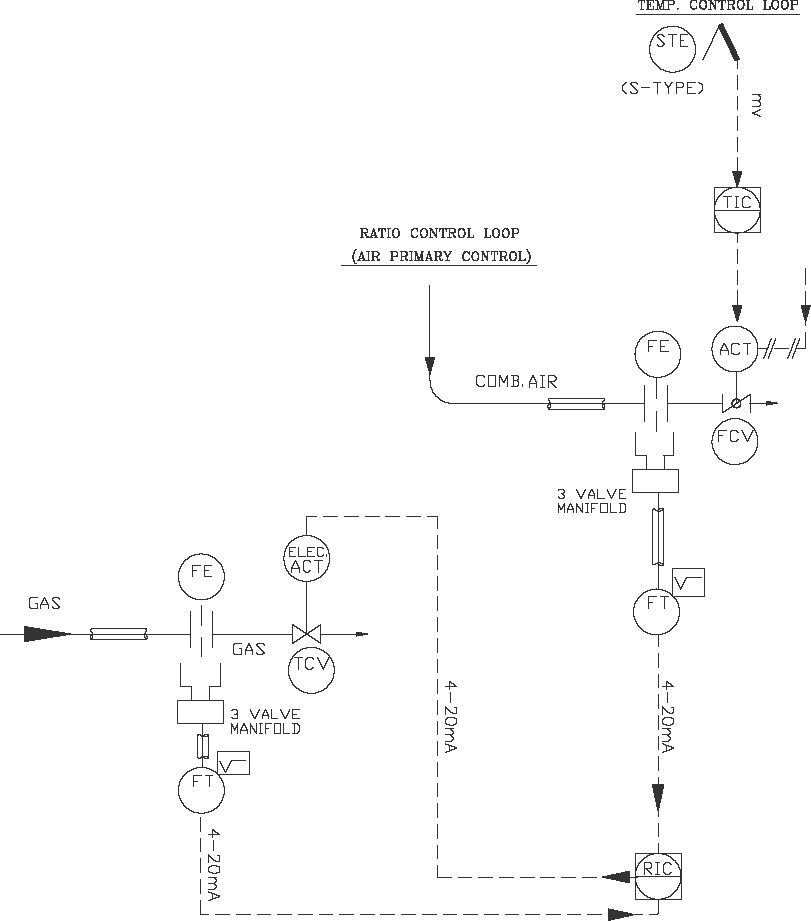 TEMP. CONTROL LOOP
STE
(S-TYPE)
mv
TIC
RATIO CONTROL LOOP
(AIR PRIMARY CONTROL)
FE
ACT
COMB. AIR
FCV
3 VALVE
MANIFOLD
ELEC.
ACT
FE
FT
GAS
GAS
TCV
4-20mA
4-20mA
3 VALVE
MANIFOLD
FT
4-20mA
RIC